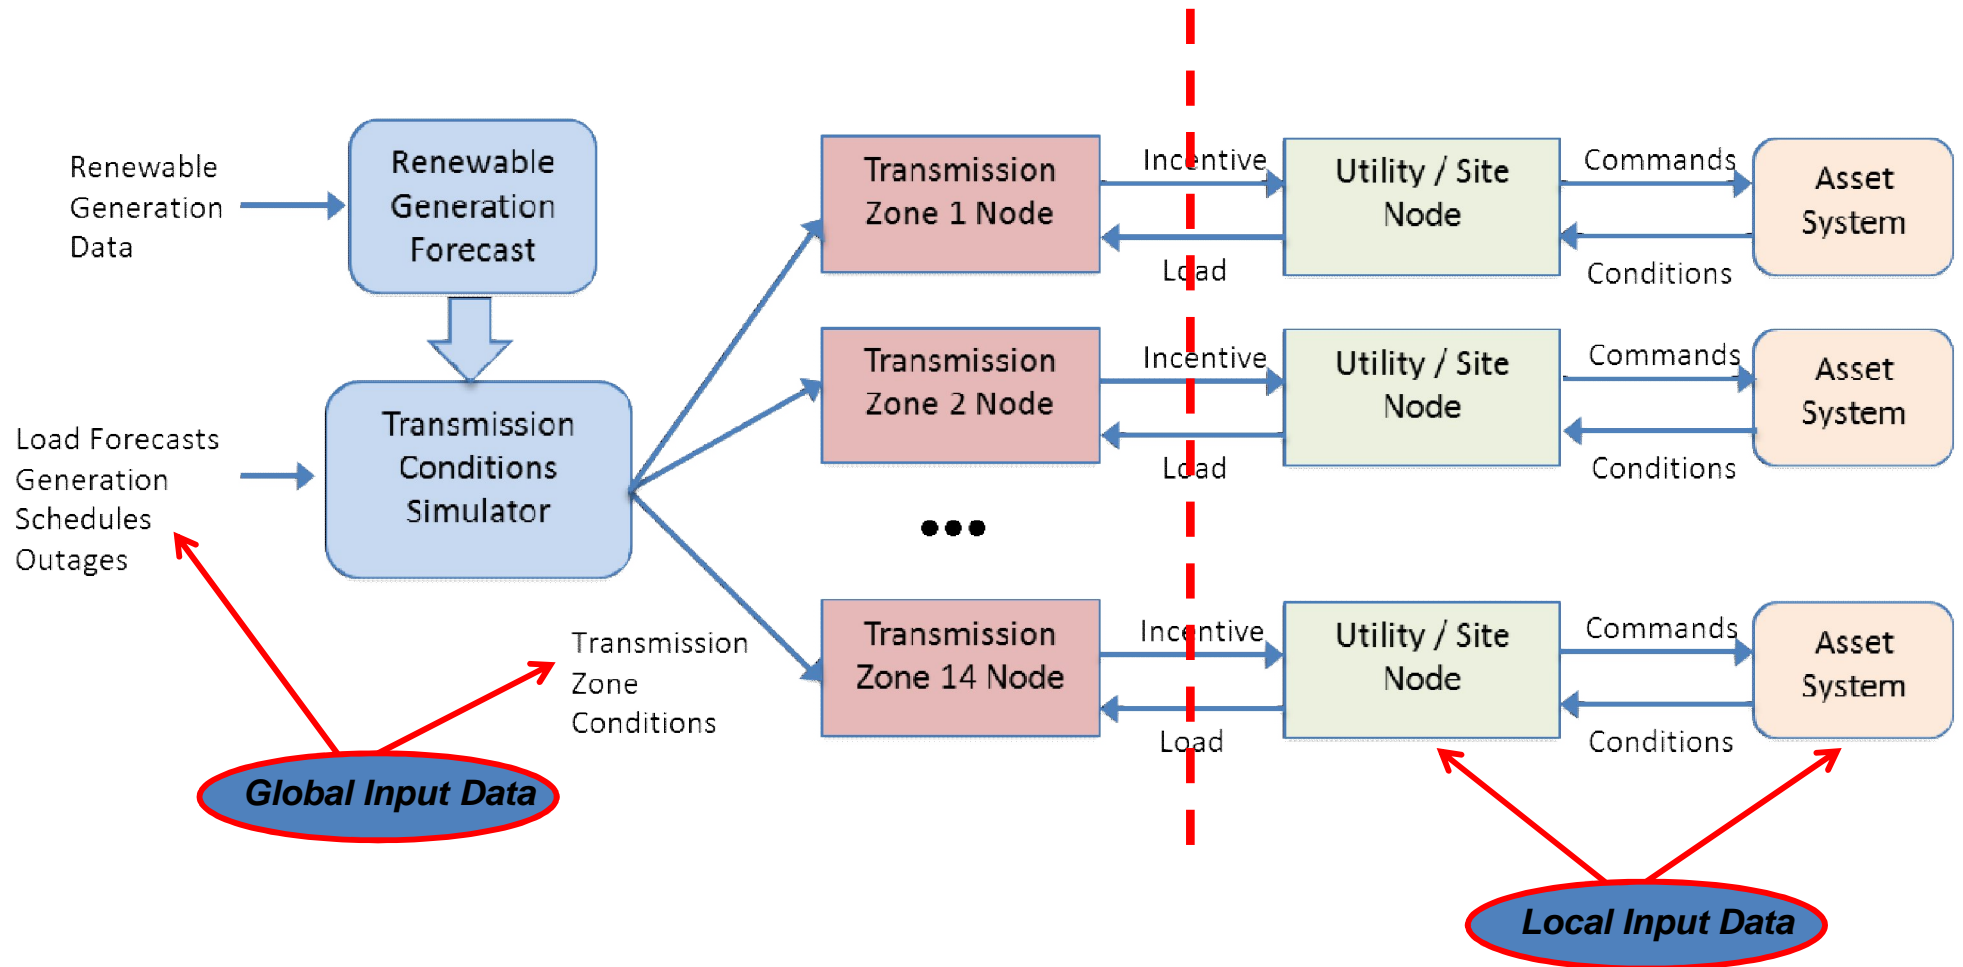 Renewable
Generation
Data
Renewable
Generation
Forecast
Load Forecasts
Generation
Schedules
Outages
Transmission
Conditions
Simulator
Transmission
Zone
Conditions
Global Input Data
Transmission
Zone 1 Node
Incentive
Load
Utility / Site
Node
Commands
Conditions
Asset
System
Transmission
Zone 2 Node
Incentive
Load
Utility / Site
Node
Commands
Conditions
Asset
System
•••
Transmission
Zone 14 Node
Incentive
Load
Utility / Site
Node
Commands
Conditions
Asset
System
Local Input Data